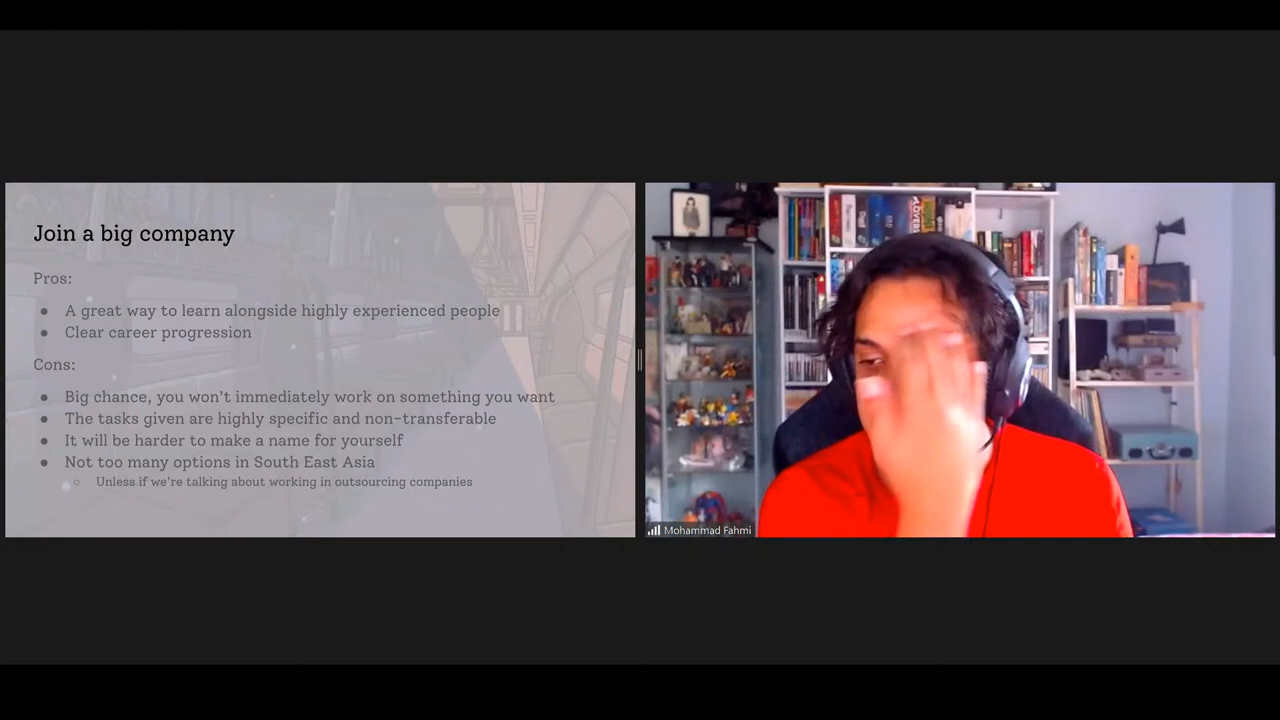 Join a big company
Pros:
● A great way to learn alongside highly experienced people
● Clear career progression
Cons:
● Big chance, you won't immediately work on something you want
● The tasks given are highly specific and non-transferable
● It will be harder to make a name for yourself
● Not too many options in South East Asia
○ Unless if we're talking about working in outsourcing companies
Mohammad Fahmi